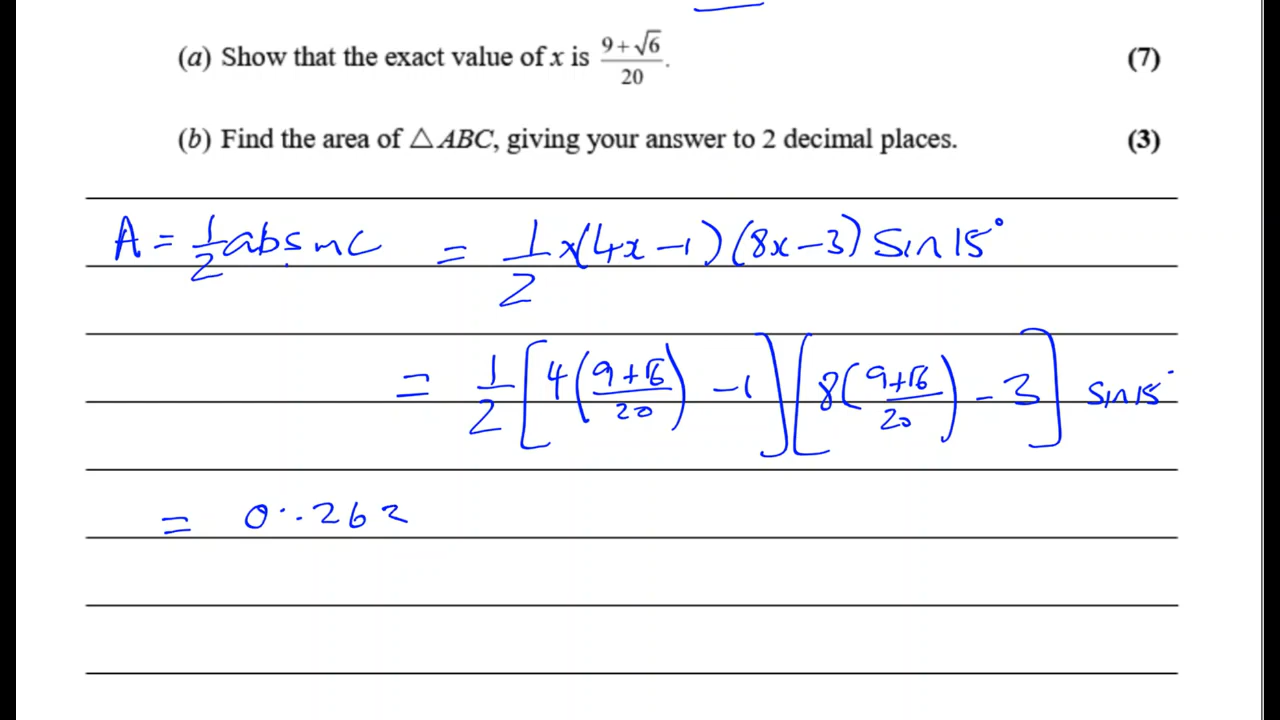 (a) Show that the exact value of x is (9+√6)/20. (7)
(b) Find the area of △ABC, giving your answer to 2 decimal places. (3)
A = 1/2 ab sin C = 1/2 x(4x-1)(8x-3) Sin 15°
= 1/2 [4((9+√6)/20) -1][8((9+√6)/20) - 3] sin 15°
= 0.262